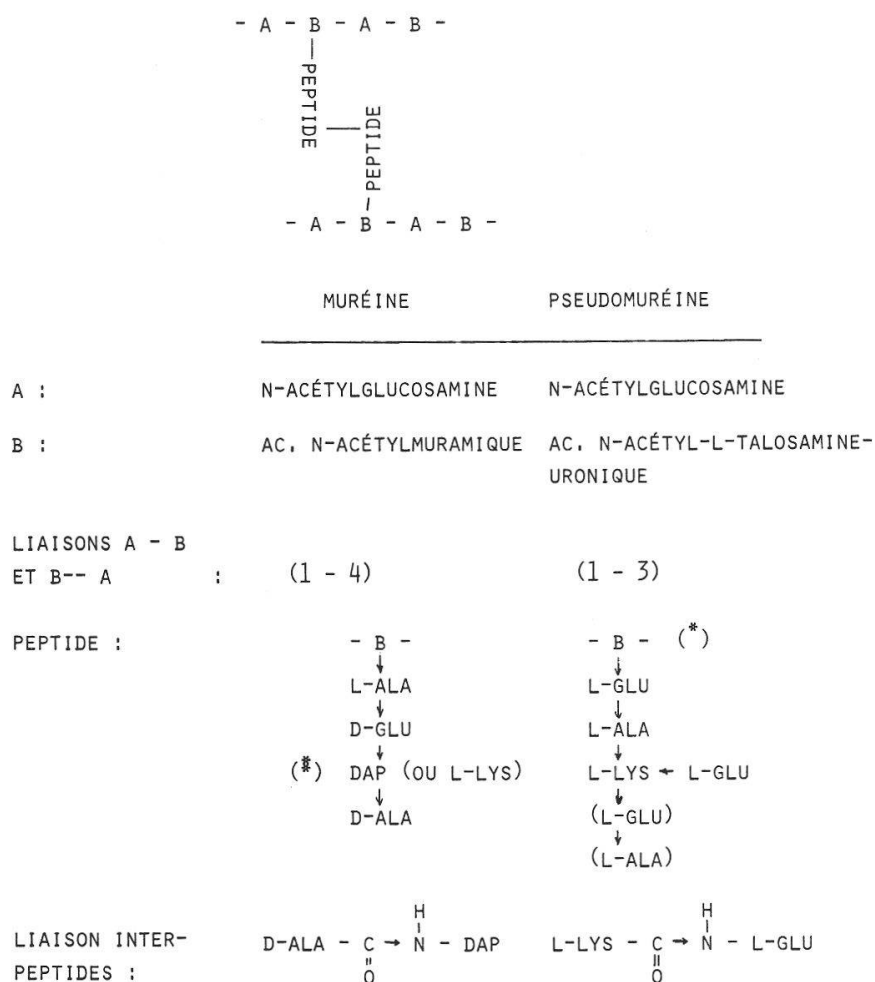 - A - B - A - B -
PEPTIDE
PEPTIDE
- A - B - A - B -
MURÉINE PSEUDOMURÉINE
A : N-ACÉTYLGLUCOSAMINE N-ACÉTYLGLUCOSAMINE
B : AC. N-ACÉTYLMURAMIQUE AC. N-ACÉTYL-L-TALOSAMINE-
URONIQUE
LIAISONS A - B
ET B-- A : (1 - 4) (1 - 3)
PEPTIDE : - B - - B - (*)
↓ ↓
L-ALA L-GLU
↓ ↓
D-GLU L-ALA
↓ ↓
(‡) DAP (OU L-LYS) L-LYS ← L-GLU
↓ ↓
D-ALA (L-GLU)
↓
(L-ALA)
H H
LIAISON INTER- D-ALA - C → N - DAP L-LYS - C → N - L-GLU
PEPTIDES : O O